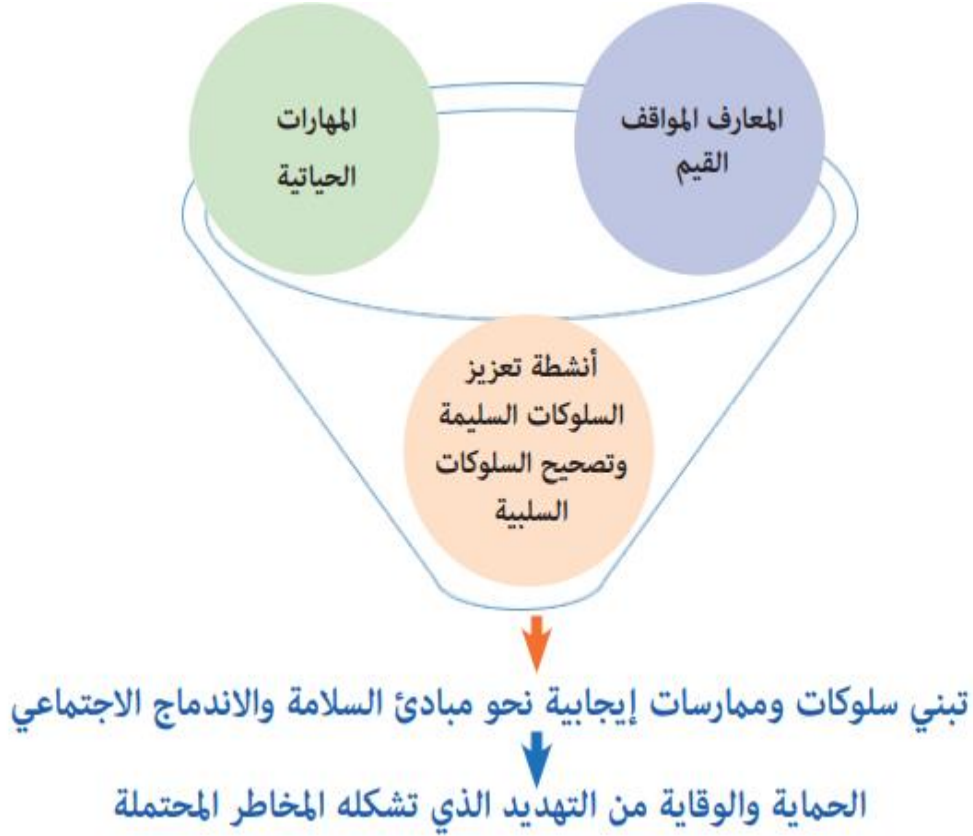 المعارف المواقف
القيم
المهارات
الحياتية
أنشطة تعزيز
السلوكات السليمة
وتصحيح السلوكات
السلبية
تبني سلوكات وممارسات إيجابية نحو مبادئ السلامة والاندماج الاجتماعي
الحماية والوقاية من التهديد الذي تشكله المخاطر المحتملة